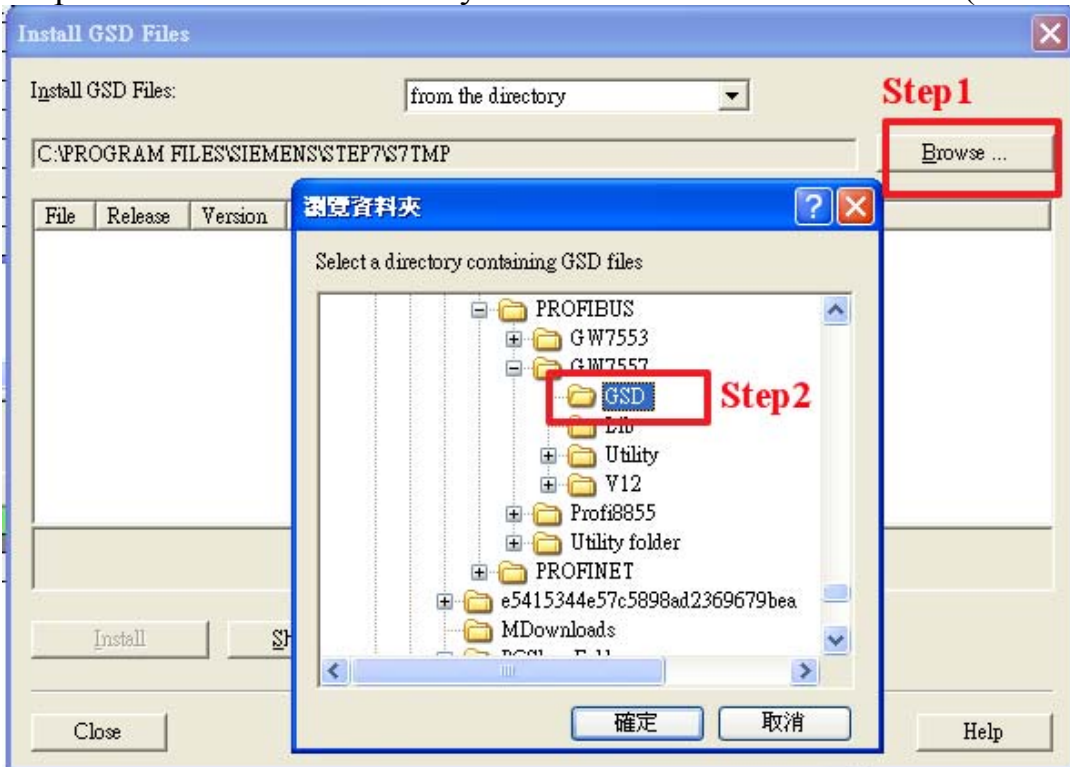 Install GSD Files
Install GSD Files:
from the directory
Step1
C:\PROGRAM FILES\SIEMENS\STEP7\S7TMP
Browse ...
File Release Version
瀏覽資料夾
Select a directory containing GSD files
PROFIBUS
GW7553
GW7557
GSD
Step2
Lib
Utility
V12
Profi8855
Utility folder
PROFINET
e5415344e57c5898ad2369679bea
MDownloads
Install
確定
取消
Close
Help